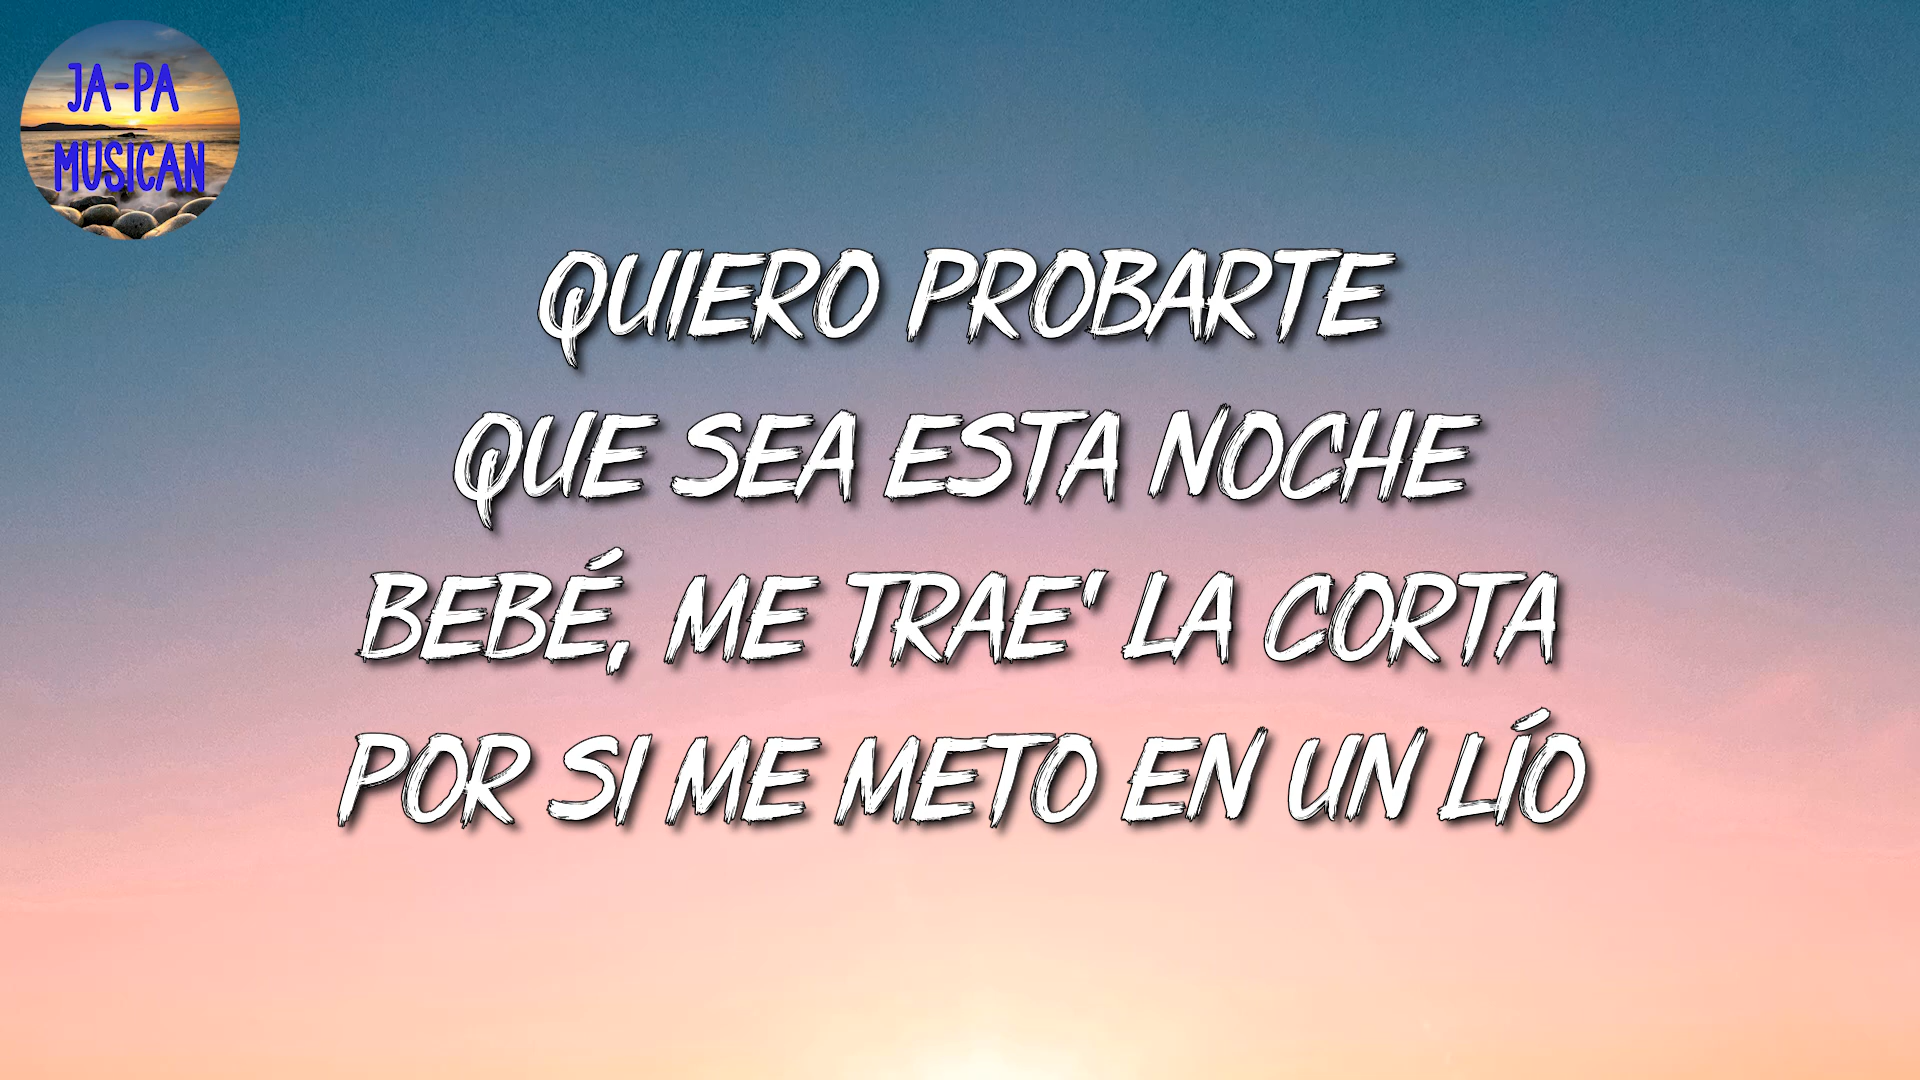 JA-PA
MUSICAN
QUIERO PROBARTE
QUE SEA ESTA NOCHE
BEBÉ, ME TRAE' LA CORTA
POR SI ME METO EN UN LÍO